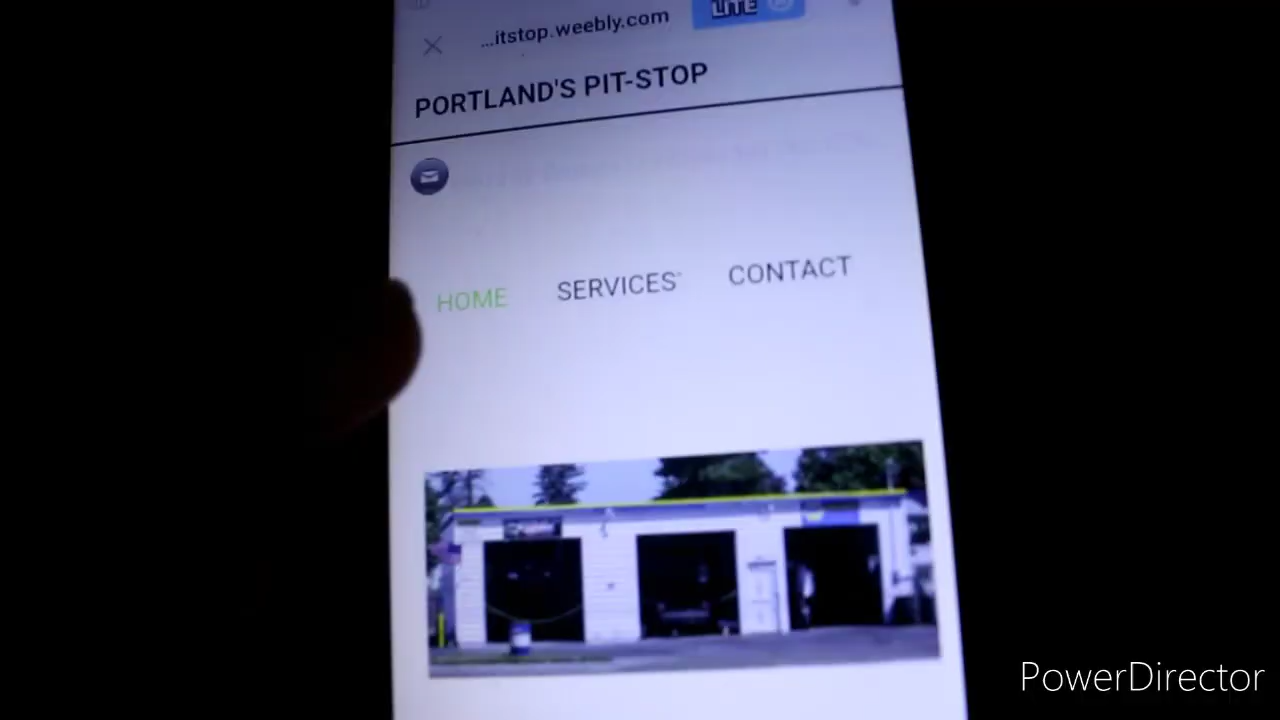 ...itstop.weebly.com
LITE
PORTLAND'S PIT-STOP
HOME
SERVICES
CONTACT
PowerDirector